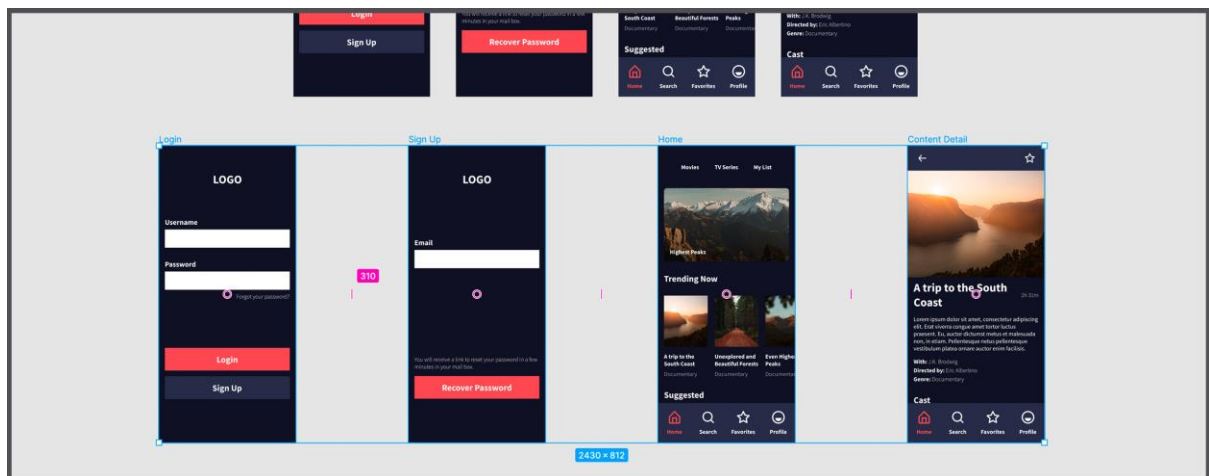 Login
Sign Up
You will receive a link to reset your password in a few
minutes in your mail box.
Recover Password
South Coast
Beautiful Forests
Peaks
Documentary
Documentary
Documenta
Suggested
Home
Search
Favorites
Profile
With: J.K. Brodwig
Directed by: Eric Albertino
Genre: Documentary
Cast
Home
Search
Favorites
Profile
Login
LOGO
Username
Password
Forgot your password?
Login
Sign Up
310
Sign Up
LOGO
Email
You will receive a link to reset your password in a few
minutes in your mail box.
Recover Password
Home
Movies
TV Series
My List
Highest Peaks
Trending Now
A trip to the
South Coast
Documentary
Unexplored and
Beautiful Forests
Documentary
Even Highe
Peaks
Documentar
Suggested
Home
Search
Favorites
Profile
Content Detail
A trip to the South
Coast
2h 31m
Lorem ipsum dolor sit amet, consectetur adipiscing
elit. Erat viverra congue amet tortor luctus
praesent. Eu, auctor dictumst metus et malesuada
non, in etiam. Pellentesque netus pellentesque
vestibulum platea ornare auctor enim facilisis.
With: J.K. Brodwig
Directed by: Eric Albertino
Genre: Documentary
Cast
Home
Search
Favorites
Profile
2430 × 812